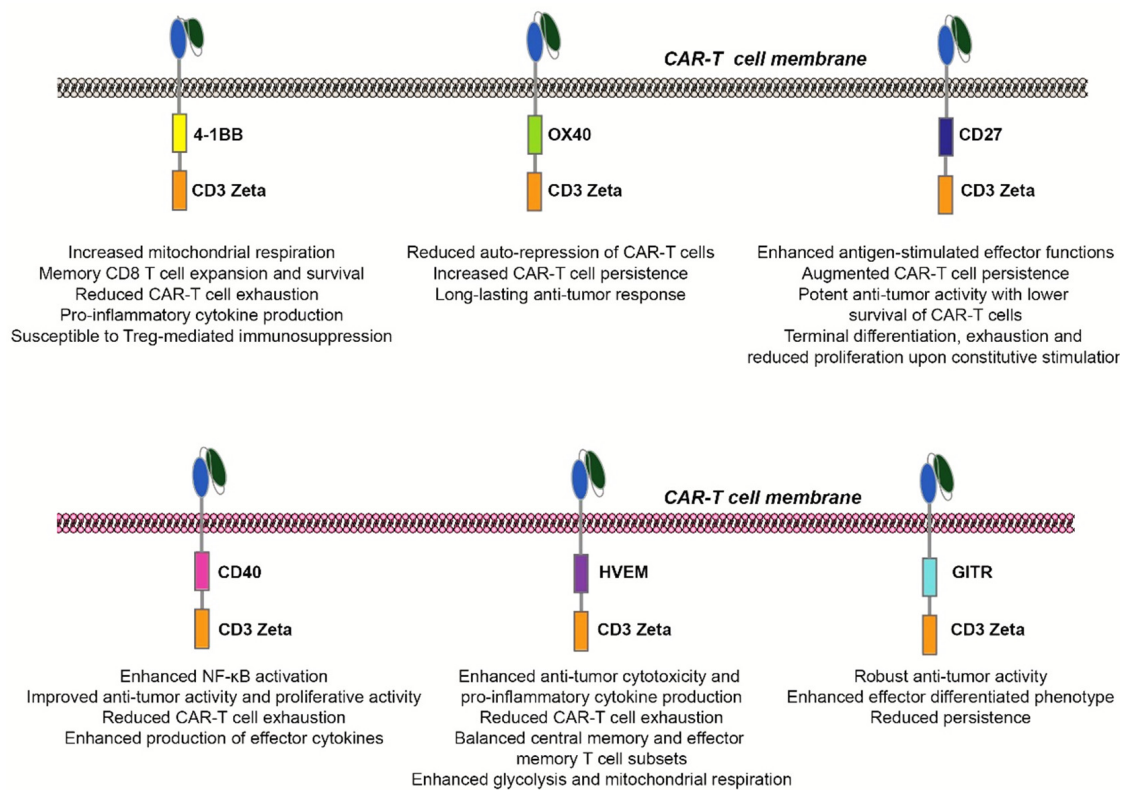 CAR-T cell membrane
4-1BB
CD3 Zeta
Increased mitochondrial respiration
Memory CD8 T cell expansion and survival
Reduced CAR-T cell exhaustion
Pro-inflammatory cytokine production
Susceptible to Treg-mediated immunosuppression
OX40
CD3 Zeta
Reduced auto-repression of CAR-T cells
Increased CAR-T cell persistence
Long-lasting anti-tumor response
CD27
CD3 Zeta
Enhanced antigen-stimulated effector functions
Augmented CAR-T cell persistence
Potent anti-tumor activity with lower
survival of CAR-T cells
Terminal differentiation, exhaustion and
reduced proliferation upon constitutive stimulation
CAR-T cell membrane
CD40
CD3 Zeta
Enhanced NF-κB activation
Improved anti-tumor activity and proliferative activity
Reduced CAR-T cell exhaustion
Enhanced production of effector cytokines
HVEM
CD3 Zeta
Enhanced anti-tumor cytotoxicity and
pro-inflammatory cytokine production
Reduced CAR-T cell exhaustion
Balanced central memory and effector
memory T cell subsets
Enhanced glycolysis and mitochondrial respiration
GITR
CD3 Zeta
Robust anti-tumor activity
Enhanced effector differentiated phenotype
Reduced persistence